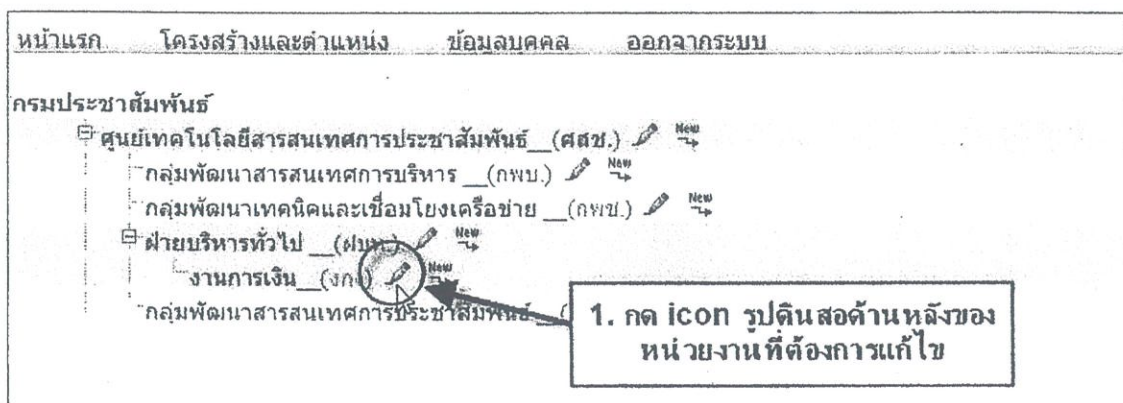 หน้าแรก โครงสร้างและตำแหน่ง ข้อมูลบุคคล ออกจากระบบ
กรมประชาสัมพันธ์
ศูนย์เทคโนโลยีสารสนเทศการประชาสัมพันธ์__(ศสช.) New
กลุ่มพัฒนาสารสนเทศการบริหาร __(กพบ.) New
กลุ่มพัฒนาเทคนิคและเชื่อมโยงเครือข่าย __(กพช.) New
ฝ่ายบริหารทั่วไป __(ฝบท.) New
งานการเงิน__(งกง) New
กลุ่มพัฒนาสารสนเทศการประชาสัมพันธ์__(
1. กด icon รูปดินสอด้านหลังของ
หน่วยงานที่ต้องการแก้ไข